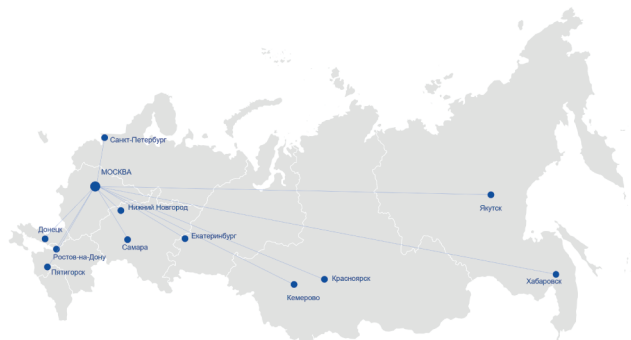 Санкт-Петербург
МОСКВА
Якутск
Нижний Новгород
Донецк
Екатеринбург
Самара
Ростов-на-Дону
Пятигорск
Красноярск
Хабаровск
Кемерово